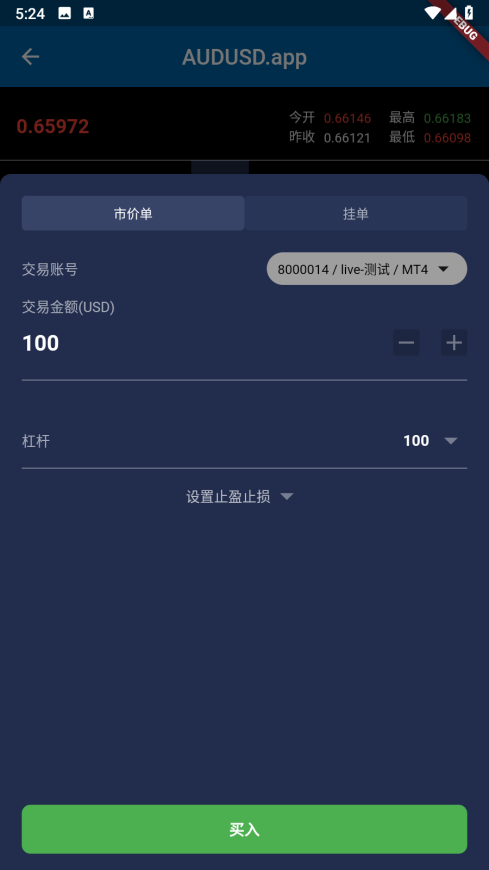 5:24
DEBUG
AUDUSD.app
0.65972
今开 0.66146 最高 0.66183
昨收 0.66121 最低 0.66098
市价单 挂单
交易账号 8000014 / live-测试 / MT4
交易金额(USD)
100
杠杆 100
设置止盈止损
买入